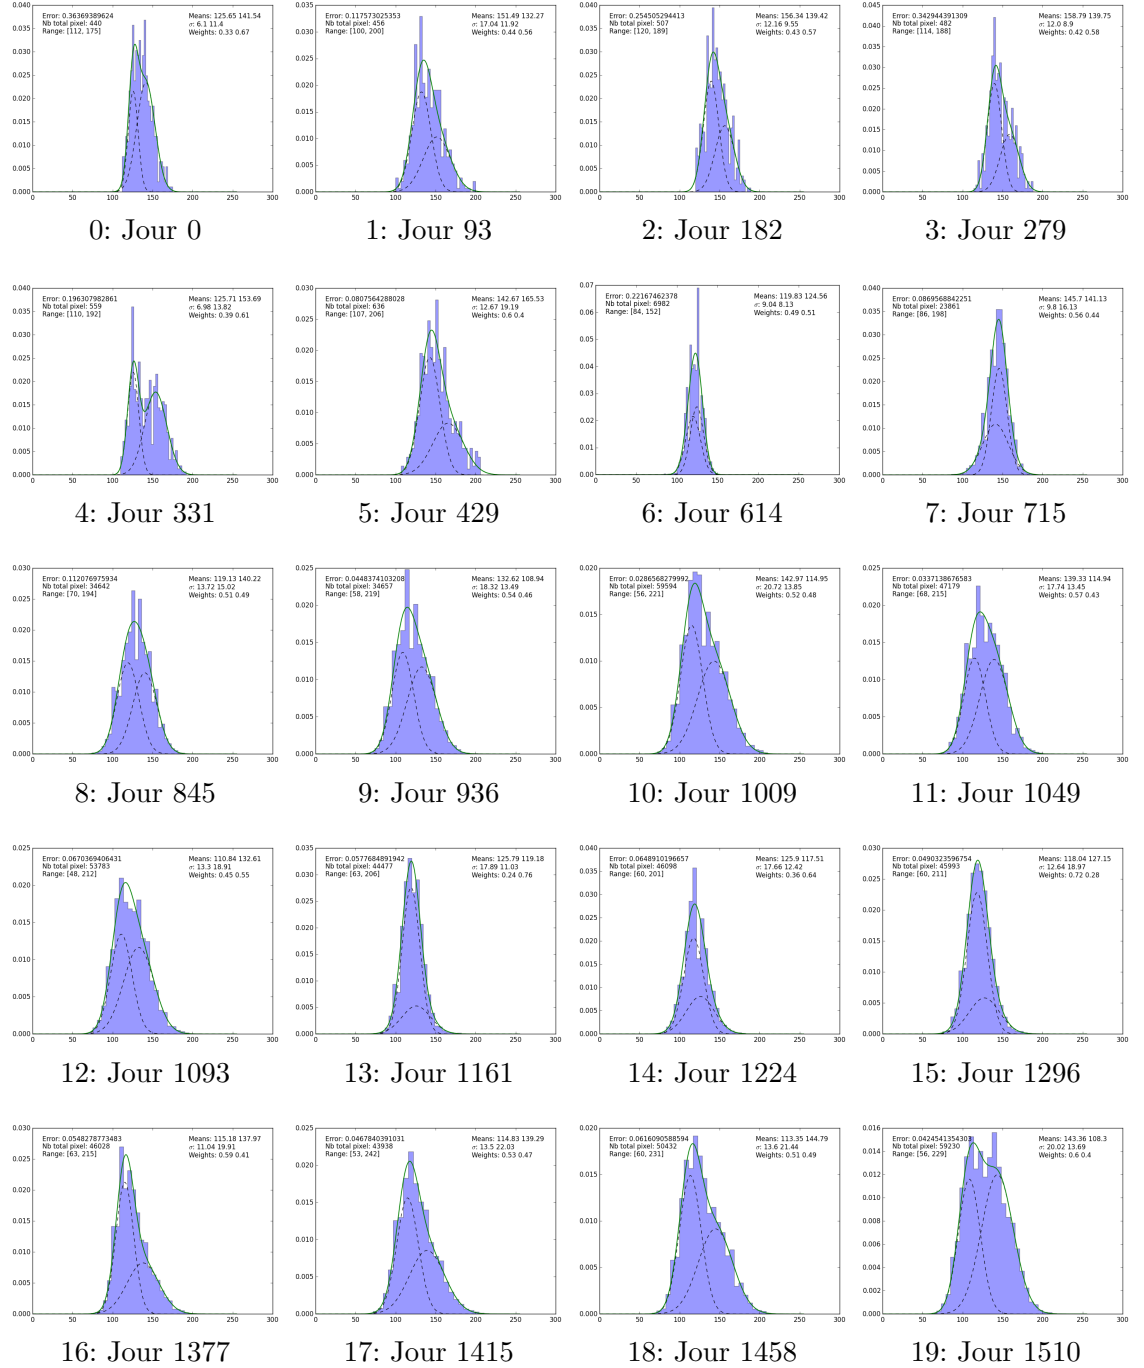 Error: 0.36369389624 Means: 125.65 141.54
Nb total pixel: 440 σ: 6.1 11.4
Range: [112, 175] Weights: 0.33 0.67
0: Jour 0
Error: 0.117573025353 Means: 151.49 132.27
Nb total pixel: 456 σ: 17.04 11.92
Range: [100, 200] Weights: 0.44 0.56
1: Jour 93
Error: 0.254505294413 Means: 156.34 139.42
Nb total pixel: 507 σ: 12.16 9.55
Range: [120, 189] Weights: 0.43 0.57
2: Jour 182
Error: 0.342944391309 Means: 158.79 139.75
Nb total pixel: 482 σ: 12.0 8.9
Range: [114, 188] Weights: 0.42 0.58
3: Jour 279
Error: 0.196307982861 Means: 125.71 153.69
Nb total pixel: 559 σ: 6.98 13.82
Range: [110, 192] Weights: 0.39 0.61
4: Jour 331
Error: 0.0807564288028 Means: 142.67 165.53
Nb total pixel: 636 σ: 12.67 19.19
Range: [107, 206] Weights: 0.6 0.4
5: Jour 429
Error: 0.22167462378 Means: 119.83 124.56
Nb total pixel: 6982 σ: 9.04 8.13
Range: [84, 152] Weights: 0.49 0.51
6: Jour 614
Error: 0.0869568842251 Means: 145.7 141.13
Nb total pixel: 23861 σ: 9.8 16.13
Range: [86, 198] Weights: 0.56 0.44
7: Jour 715
Error: 0.112076975934 Means: 119.13 140.22
Nb total pixel: 34642 σ: 13.72 15.02
Range: [70, 194] Weights: 0.51 0.49
8: Jour 845
Error: 0.0448374103208 Means: 132.62 108.94
Nb total pixel: 34657 σ: 18.32 13.49
Range: [58, 219] Weights: 0.54 0.46
9: Jour 936
Error: 0.0286568279992 Means: 142.97 114.95
Nb total pixel: 59594 σ: 20.72 13.85
Range: [56, 221] Weights: 0.52 0.48
10: Jour 1009
Error: 0.0337138676583 Means: 139.33 114.94
Nb total pixel: 47179 σ: 17.74 13.45
Range: [68, 215] Weights: 0.57 0.43
11: Jour 1049
Error: 0.0670369406431 Means: 110.84 132.61
Nb total pixel: 53783 σ: 13.3 18.91
Range: [48, 212] Weights: 0.45 0.55
12: Jour 1093
Error: 0.0577684891942 Means: 125.79 119.18
Nb total pixel: 44477 σ: 17.89 11.03
Range: [63, 206] Weights: 0.24 0.76
13: Jour 1161
Error: 0.0648910196657 Means: 125.9 117.51
Nb total pixel: 46098 σ: 17.66 12.42
Range: [60, 201] Weights: 0.36 0.64
14: Jour 1224
Error: 0.0490323596754 Means: 118.04 127.15
Nb total pixel: 45993 σ: 12.64 18.97
Range: [60, 211] Weights: 0.72 0.28
15: Jour 1296
Error: 0.0548278773483 Means: 115.18 137.97
Nb total pixel: 46028 σ: 11.04 19.91
Range: [63, 215] Weights: 0.59 0.41
16: Jour 1377
Error: 0.0467840391031 Means: 114.83 139.29
Nb total pixel: 43938 σ: 13.5 22.03
Range: [53, 242] Weights: 0.53 0.47
17: Jour 1415
Error: 0.0616090588594 Means: 113.35 144.79
Nb total pixel: 50432 σ: 13.6 21.44
Range: [60, 231] Weights: 0.51 0.49
18: Jour 1458
Error: 0.0424541354303 Means: 143.36 108.3
Nb total pixel: 59230 σ: 20.02 13.69
Range: [56, 229] Weights: 0.6 0.4
19: Jour 1510